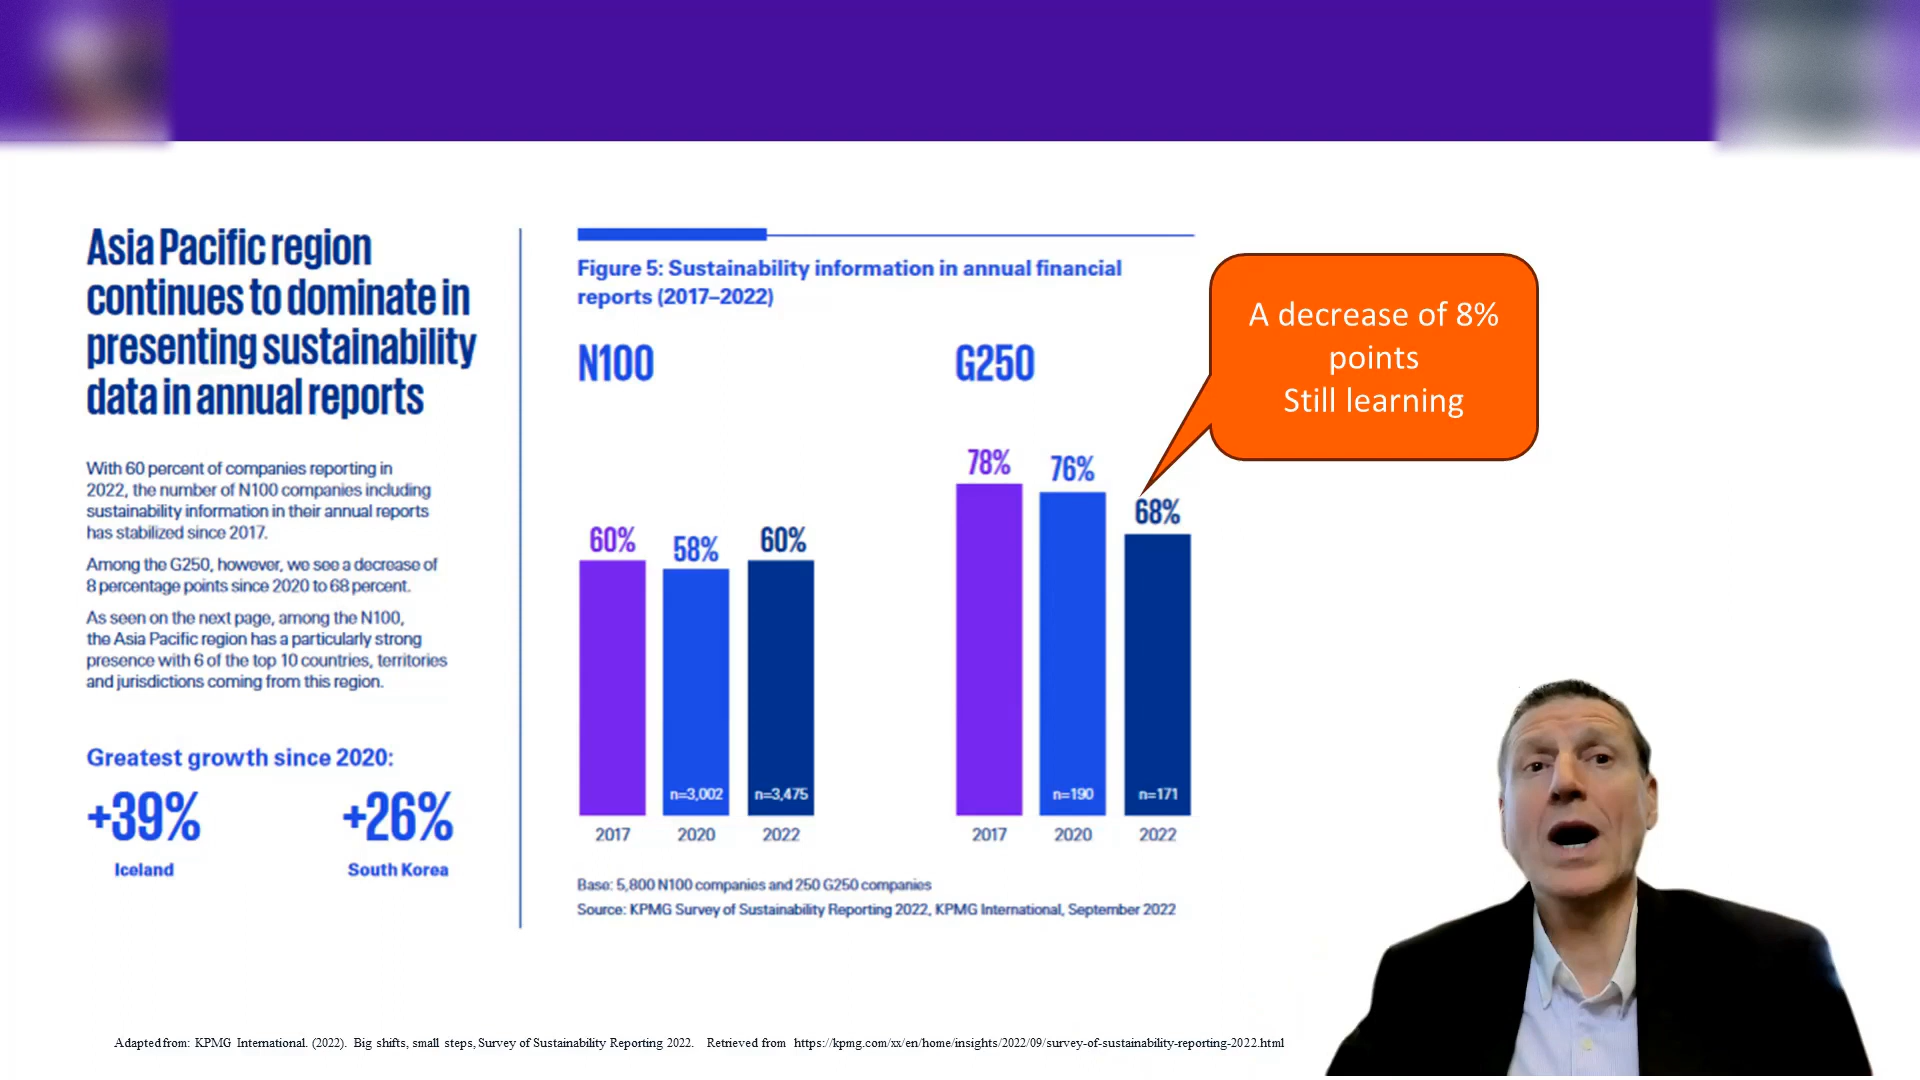 Asia Pacific region
continues to dominate in
presenting sustainability
data in annual reports
With 60 percent of companies reporting in
2022, the number of N100 companies including
sustainability information in their annual reports
has stabilized since 2017.
Among the G250, however, we see a decrease of
8 percentage points since 2020 to 68 percent.
As seen on the next page, among the N100,
the Asia Pacific region has a particularly strong
presence with 6 of the top 10 countries, territories
and jurisdictions coming from this region.
Greatest growth since 2020:
+39% +26%
Iceland South Korea
Figure 5: Sustainability information in annual financial
reports (2017–2022)
N100
60% 58% 60%
n=3,002 n=3,475
2017 2020 2022
G250
78% 76% 68%
n=190 n=171
2017 2020 2022
Base: 5,800 N100 companies and 250 G250 companies
Source: KPMG Survey of Sustainability Reporting 2022, KPMG International, September 2022
A decrease of 8%
points
Still learning
Adapted from: KPMG International. (2022). Big shifts, small steps, Survey of Sustainability Reporting 2022. Retrieved from https://kpmg.com/xx/en/home/insights/2022/09/survey-of-sustainability-reporting-2022.html